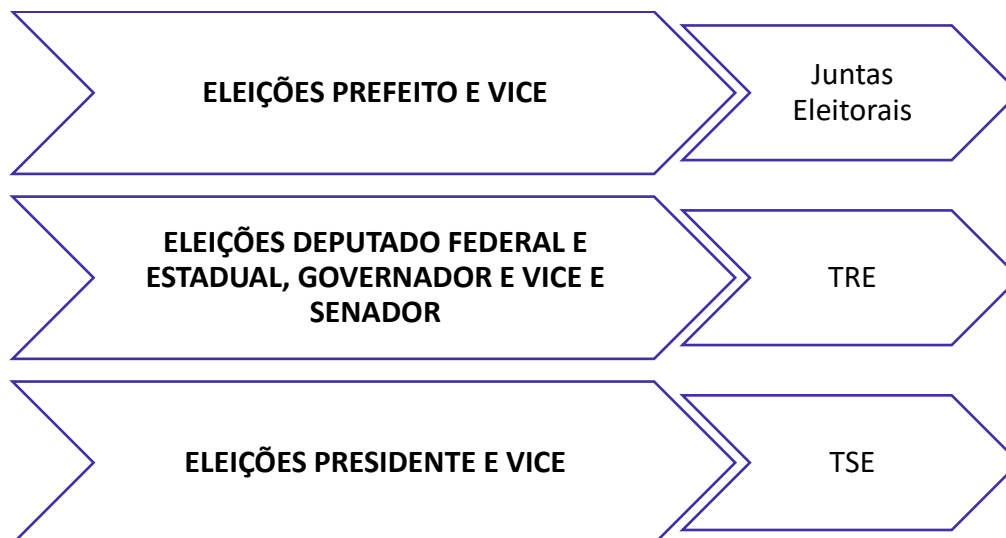 ELEIÇÕES PREFEITO E VICE
Juntas
Eleitorais
ELEIÇÕES DEPUTADO FEDERAL E
ESTADUAL, GOVERNADOR E VICE E
SENADOR
TRE
ELEIÇÕES PRESIDENTE E VICE
TSE